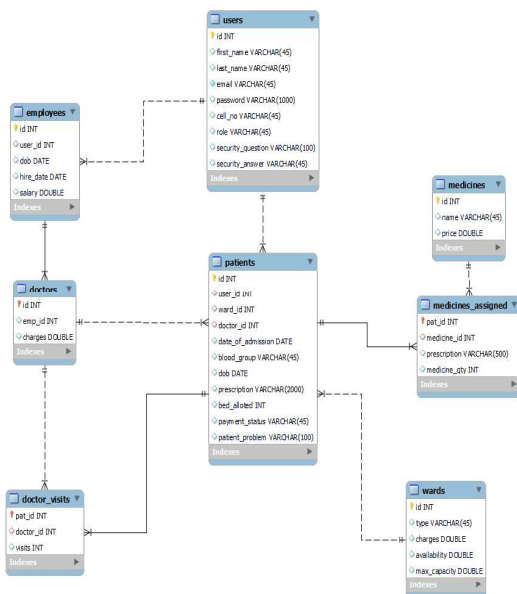 users
id INT
first_name VARCHAR(45)
last_name VARCHAR(45)
email VARCHAR(45)
password VARCHAR(1000)
cell_no VARCHAR(45)
role VARCHAR(45)
security_question VARCHAR(100)
security_answer VARCHAR(45)
Indexes
employees
id INT
user_id INT
dob DATE
hire_date DATE
salary DOUBLE
Indexes
medicines
id INT
name VARCHAR(45)
price DOUBLE
Indexes
patients
id INT
user_id INT
ward_id INT
doctor_id INT
date_of_admission DATE
blood_group VARCHAR(45)
dob DATE
prescription VARCHAR(2000)
bed_alloted INT
payment_status VARCHAR(45)
patient_problem VARCHAR(100)
Indexes
doctors
id INT
emp_id INT
charges DOUBLE
Indexes
medicines_assigned
pat_id INT
medicine_id INT
prescription VARCHAR(500)
medicine_qty INT
Indexes
doctor_visits
pat_id INT
doctor_id INT
visits INT
Indexes
wards
id INT
type VARCHAR(45)
charges DOUBLE
availability DOUBLE
max_capacity DOUBLE
Indexes